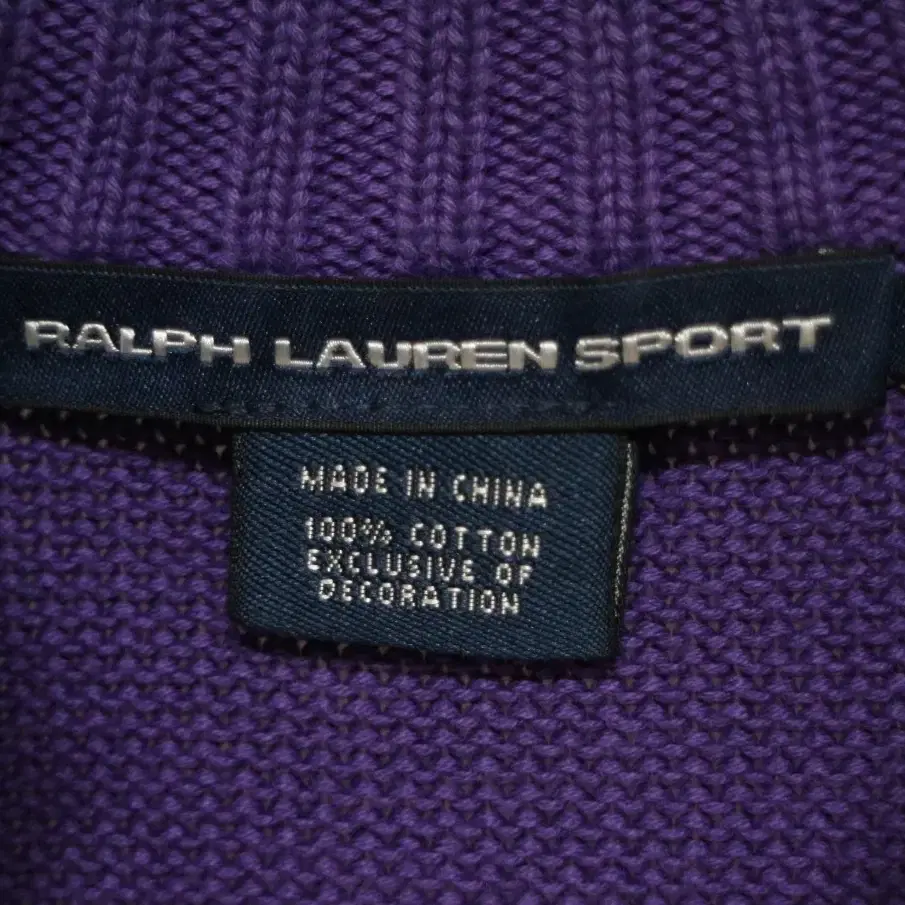 RALPH LAUREN SPORT
MADE IN CHINA
100% COTTON
EXCLUSIVE OF
DECORATION